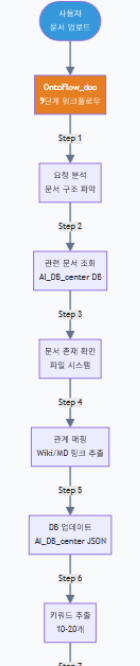 사용자
문서 업로드
OntoFlow_doc
9단계 워크플로우
Step 1
요청 분석
문서 구조 파악
Step 2
관련 문서 조회
AI_DB_center DB
Step 3
문서 존재 확인
파일 시스템
Step 4
관계 매핑
Wiki/MD 링크 추출
Step 5
DB 업데이트
AI_DB_center JSON
Step 6
키워드 추출
10-20개